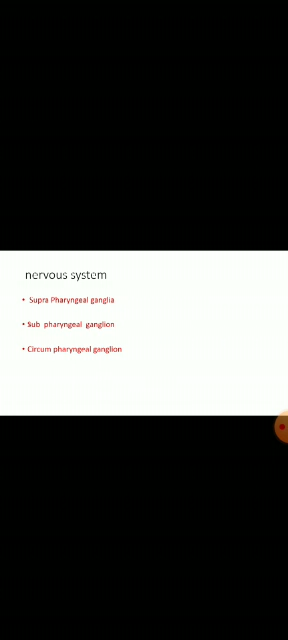 nervous system
• Supra Pharyngeal ganglia
• Sub pharyngeal ganglion
• Circum pharyngeal ganglion